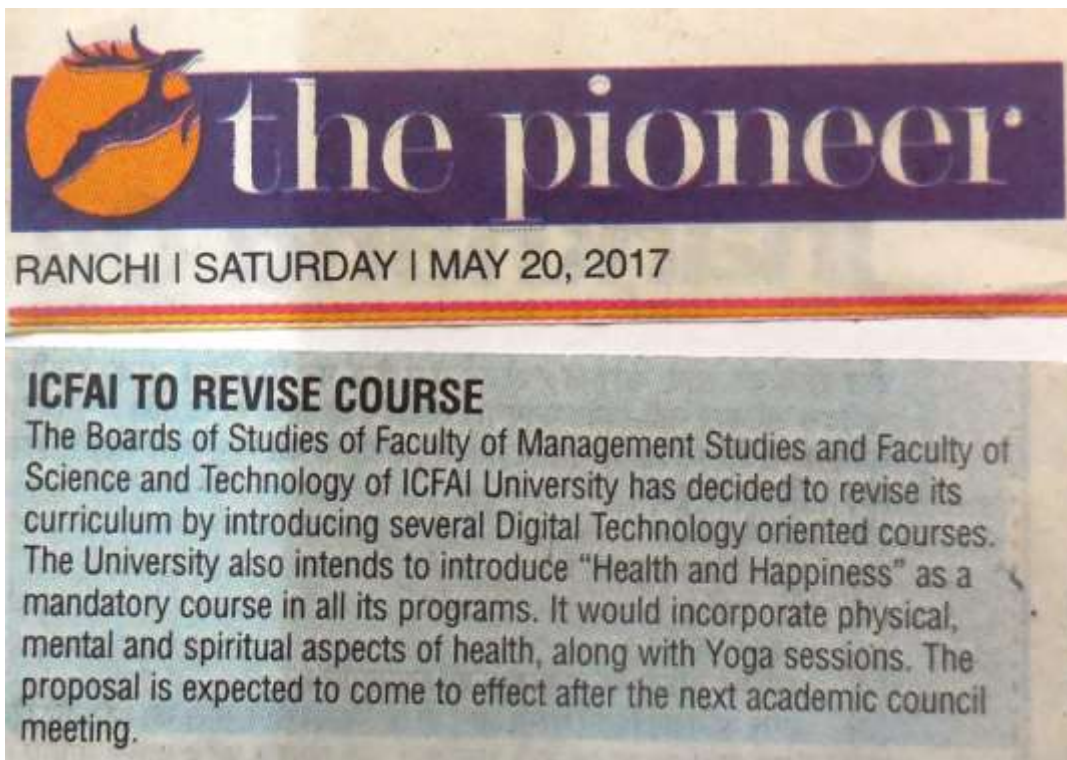 the pioneer
RANCHI | SATURDAY | MAY 20, 2017
ICFAI TO REVISE COURSE
The Boards of Studies of Faculty of Management Studies and Faculty of
Science and Technology of ICFAI University has decided to revise its
curriculum by introducing several Digital Technology oriented courses.
The University also intends to introduce “Health and Happiness” as a
mandatory course in all its programs. It would incorporate physical,
mental and spiritual aspects of health, along with Yoga sessions. The
proposal is expected to come to effect after the next academic council
meeting.